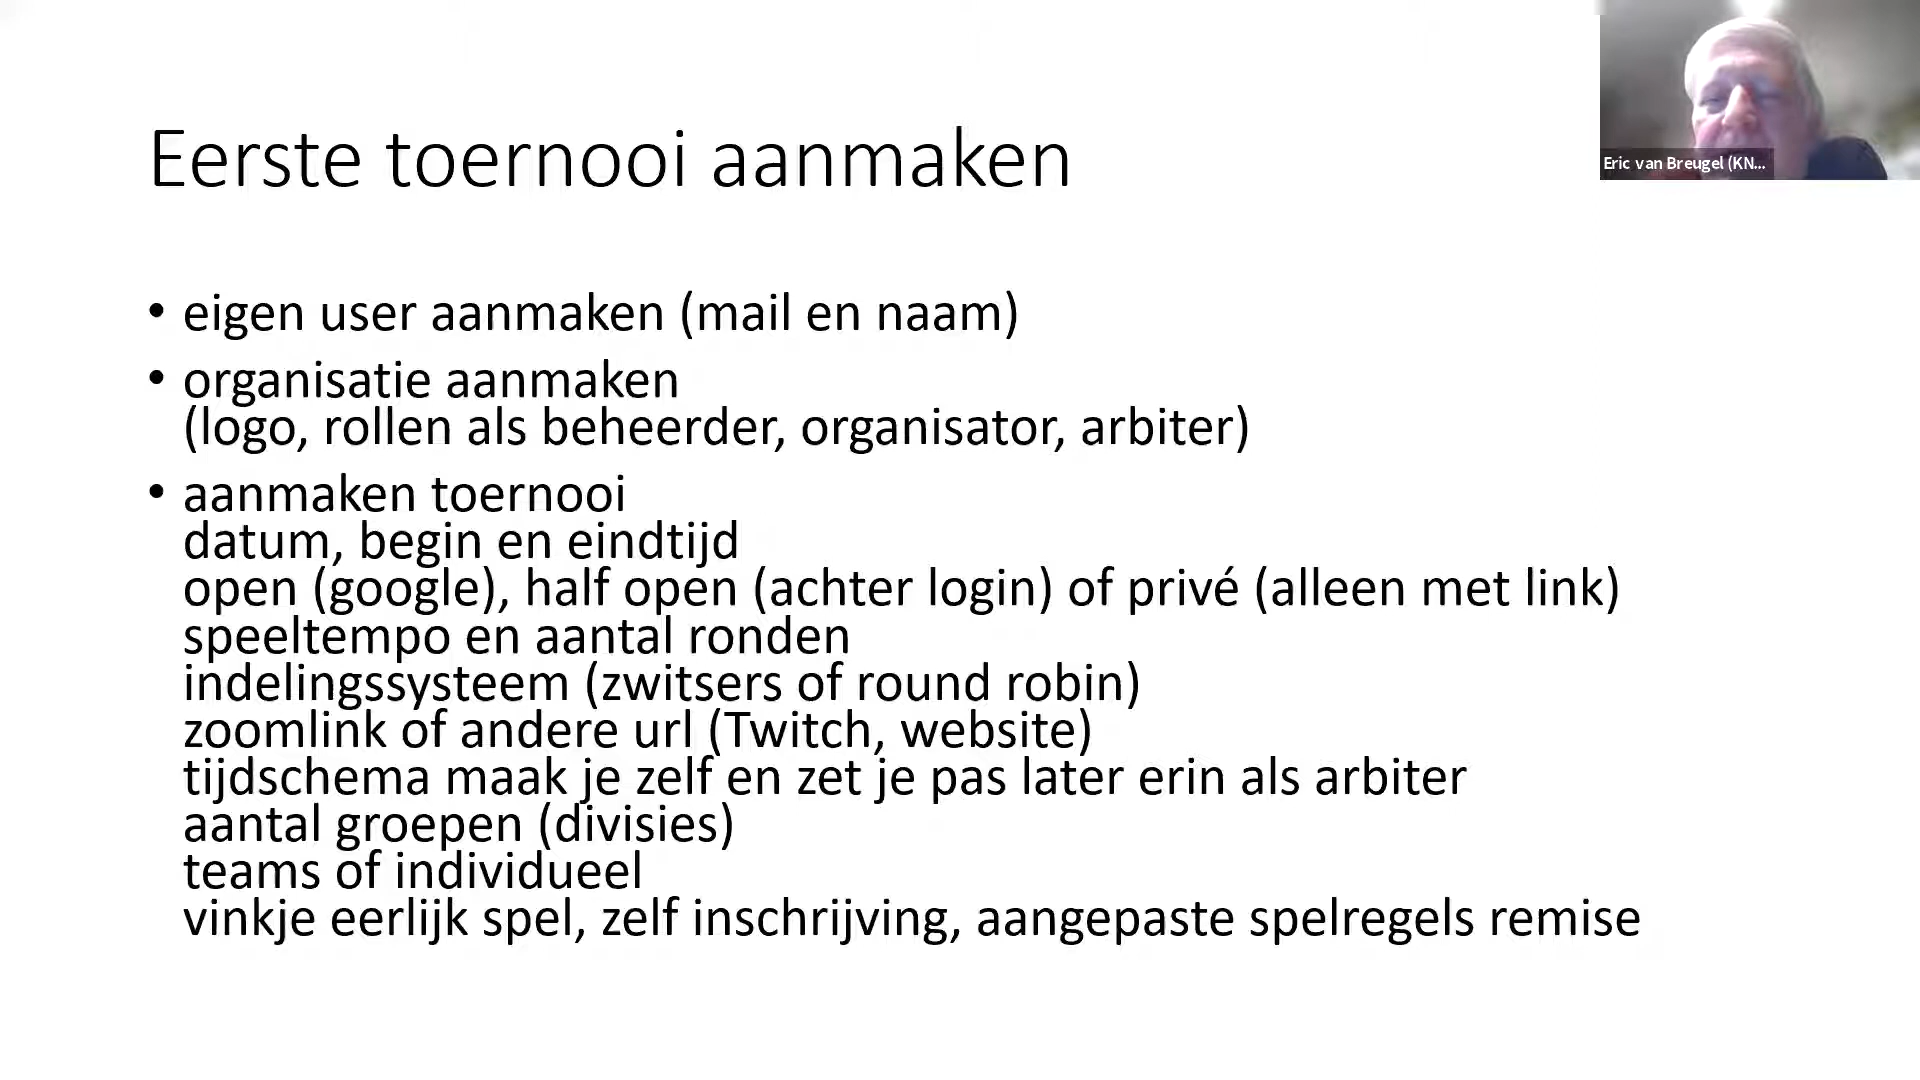 Eerste toernooi aanmaken
Eric van Breugel (KN...
• eigen user aanmaken (mail en naam)
• organisatie aanmaken
(logo, rollen als beheerder, organisator, arbiter)
• aanmaken toernooi
datum, begin en eindtijd
open (google), half open (achter login) of privé (alleen met link)
speeltempo en aantal ronden
indelingssysteem (zwitsers of round robin)
zoomlink of andere url (Twitch, website)
tijdschema maak je zelf en zet je pas later erin als arbiter
aantal groepen (divisies)
teams of individueel
vinkje eerlijk spel, zelf inschrijving, aangepaste spelregels remise